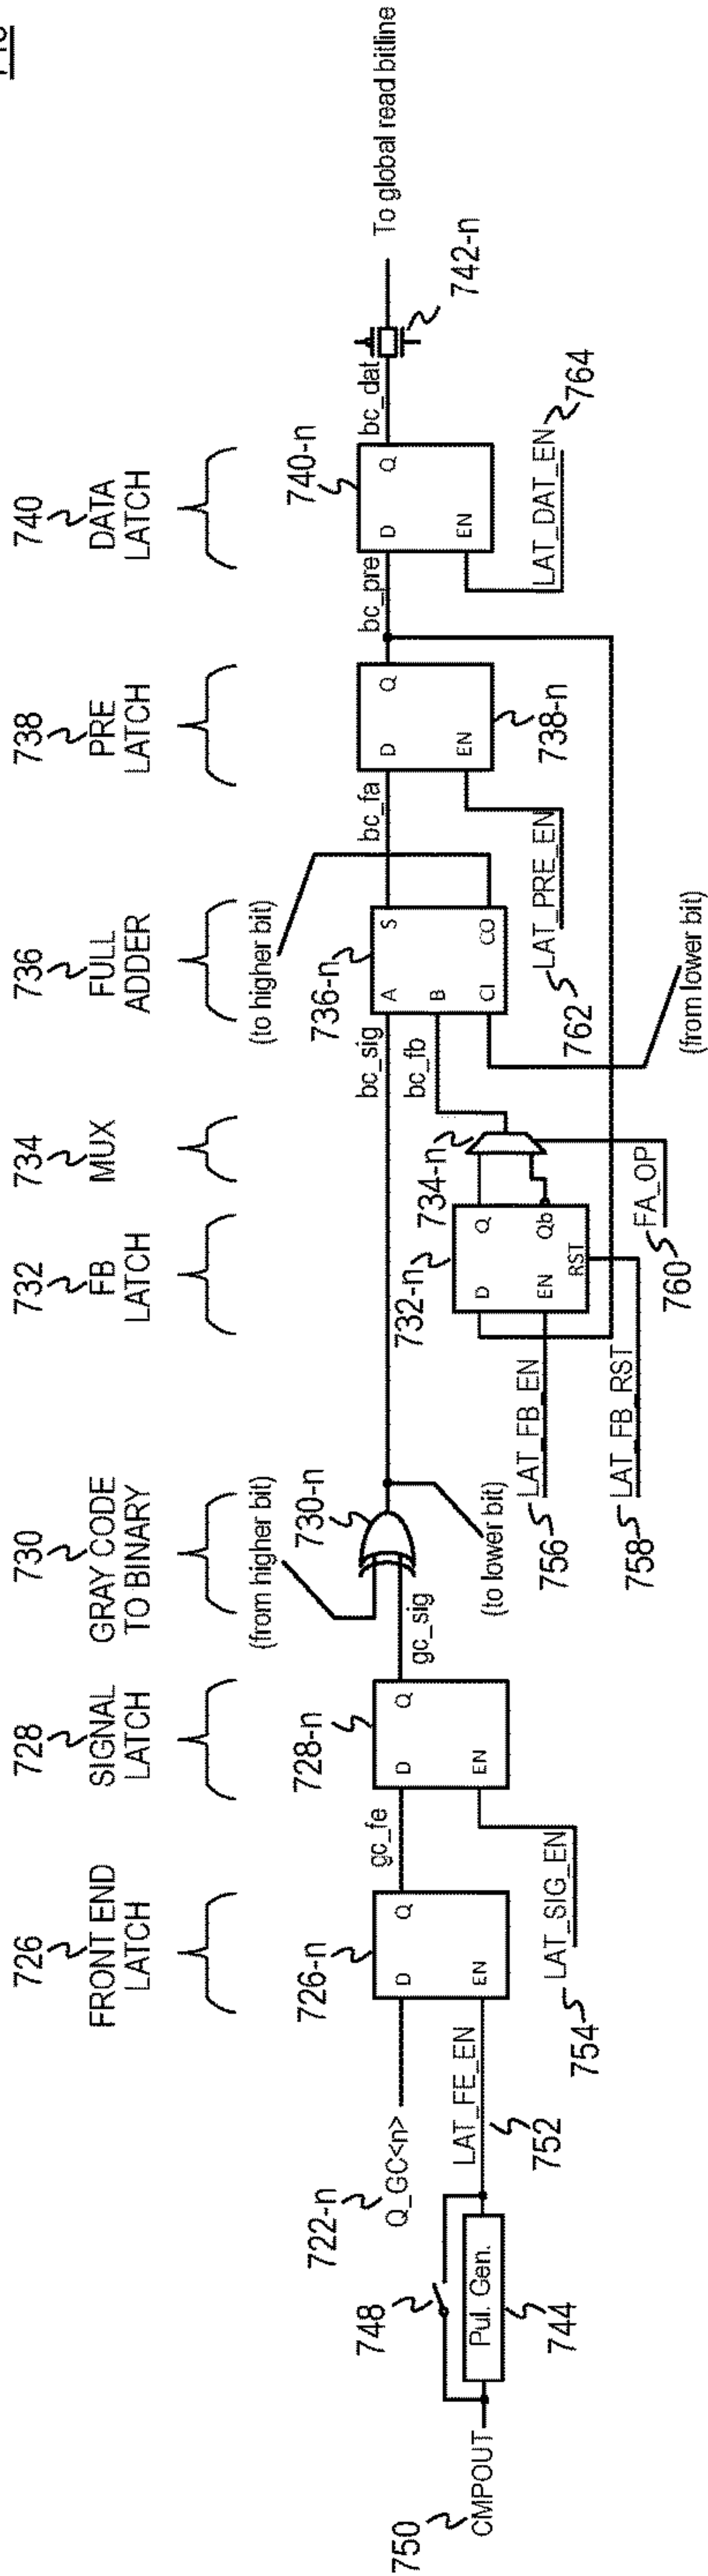 726
FRONT END
LATCH
728
SIGNAL
LATCH
730
GRAY CODE
TO BINARY
732
FB
LATCH
734
MUX
736
FULL
ADDER
738
PRE
LATCH
740
DATA
LATCH
(from higher bit)
(to higher bit)
722-n
Q_GC<n>
726-n
D
Q
EN
gc_fe
728-n
D
Q
EN
gc_sig
730-n
(to lower bit)
bc_sig
732-n
D
Q
EN
Qb
RST
734-n
bc_fb
736-n
A
S
B
CI
CO
bc_fa
D
Q
EN
738-n
bc_pre
740-n
D
Q
EN
bc_dat
742-n
To global read bitline
750
CMPOUT
748
Pul. Gen.
744
LAT_FE_EN
752
754
LAT_SIG_EN
756
LAT_FB_EN
758
LAT_FB_RST
760
FA_OP
762
LAT_PRE_EN
(from lower bit)
LAT_DAT_EN
764